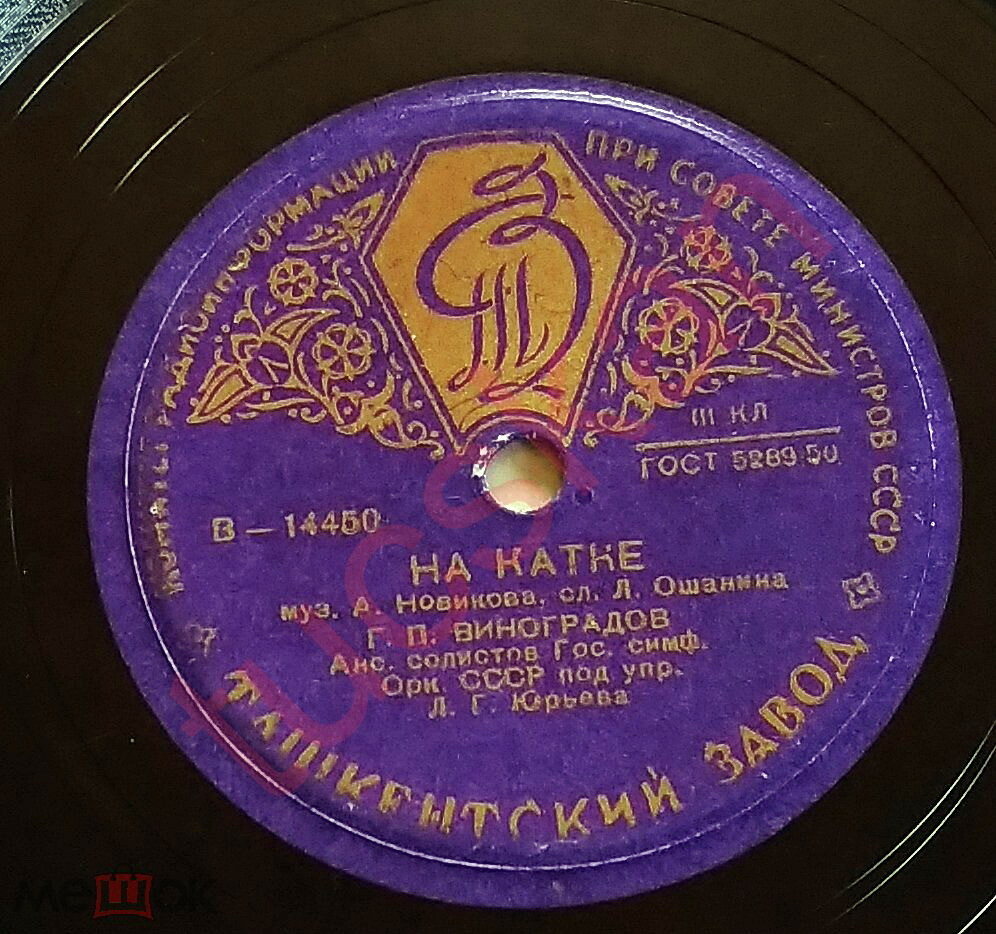 КОМИТЕТ РАДИОИНФОРМАЦИИ ПРИ СОВЕТЕ МИНИСТРОВ СССР
III КЛ
ГОСТ 5289-50
В — 14450
НА КАТКЕ
муз. А. Новикова, сл. Л. Ошанина
Г. П. ВИНОГРАДОВ
Анс. солистов Гос. симф.
Орк. СССР под упр.
Л. Г. Юрьева
ТАШКЕНТСКИЙ ЗАВОД
мешок